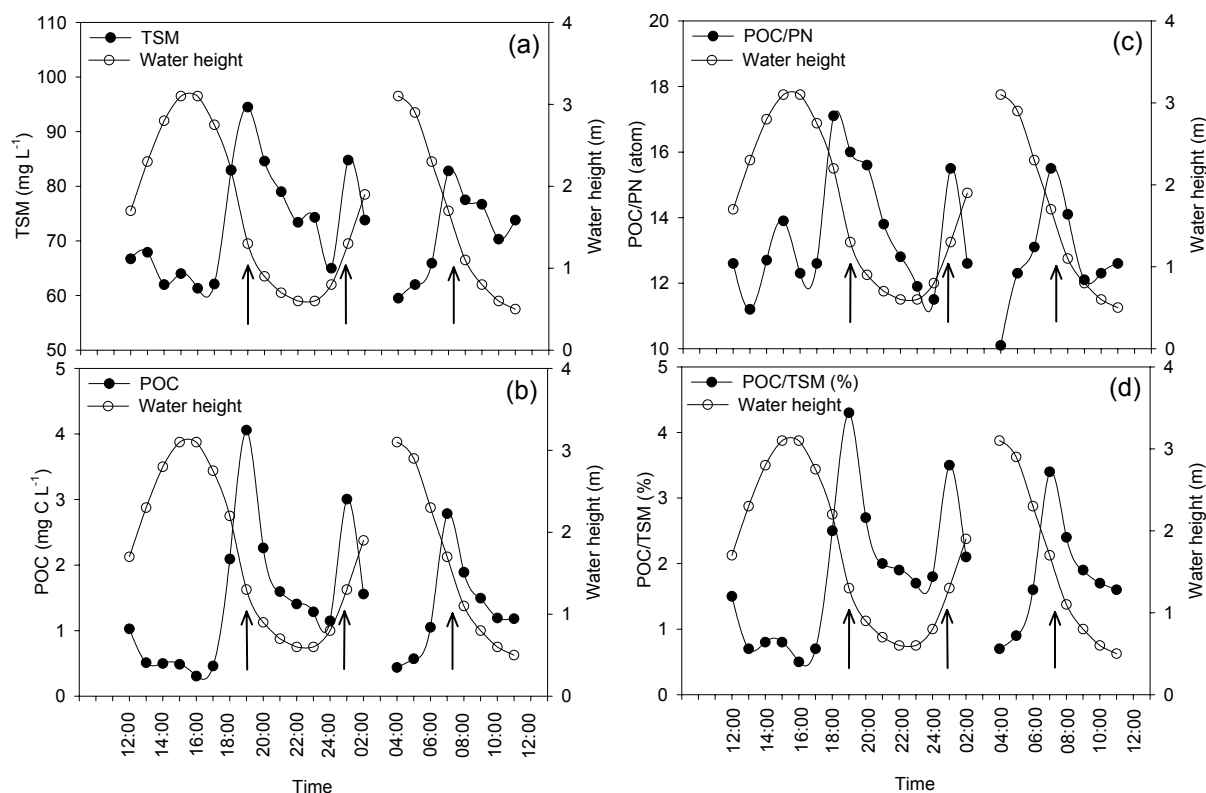 (a)
TSM
Water height
110
100
90
80
70
60
50
TSM (mg L⁻¹)
4
3
2
1
0
Water height (m)
(c)
POC/PN
Water height
20
18
16
14
12
10
POC/PN (atom)
4
3
2
1
0
Water height (m)
(b)
POC
Water height
5
4
3
2
1
0
POC (mg C L⁻¹)
4
3
2
1
0
Water height (m)
12:00 14:00 16:00 18:00 20:00 22:00 24:00 02:00 04:00 06:00 08:00 10:00 12:00
Time
(d)
POC/TSM (%)
Water height
5
4
3
2
1
0
POC/TSM (%)
4
3
2
1
0
Water height (m)
12:00 14:00 16:00 18:00 20:00 22:00 24:00 02:00 04:00 06:00 08:00 10:00 12:00
Time